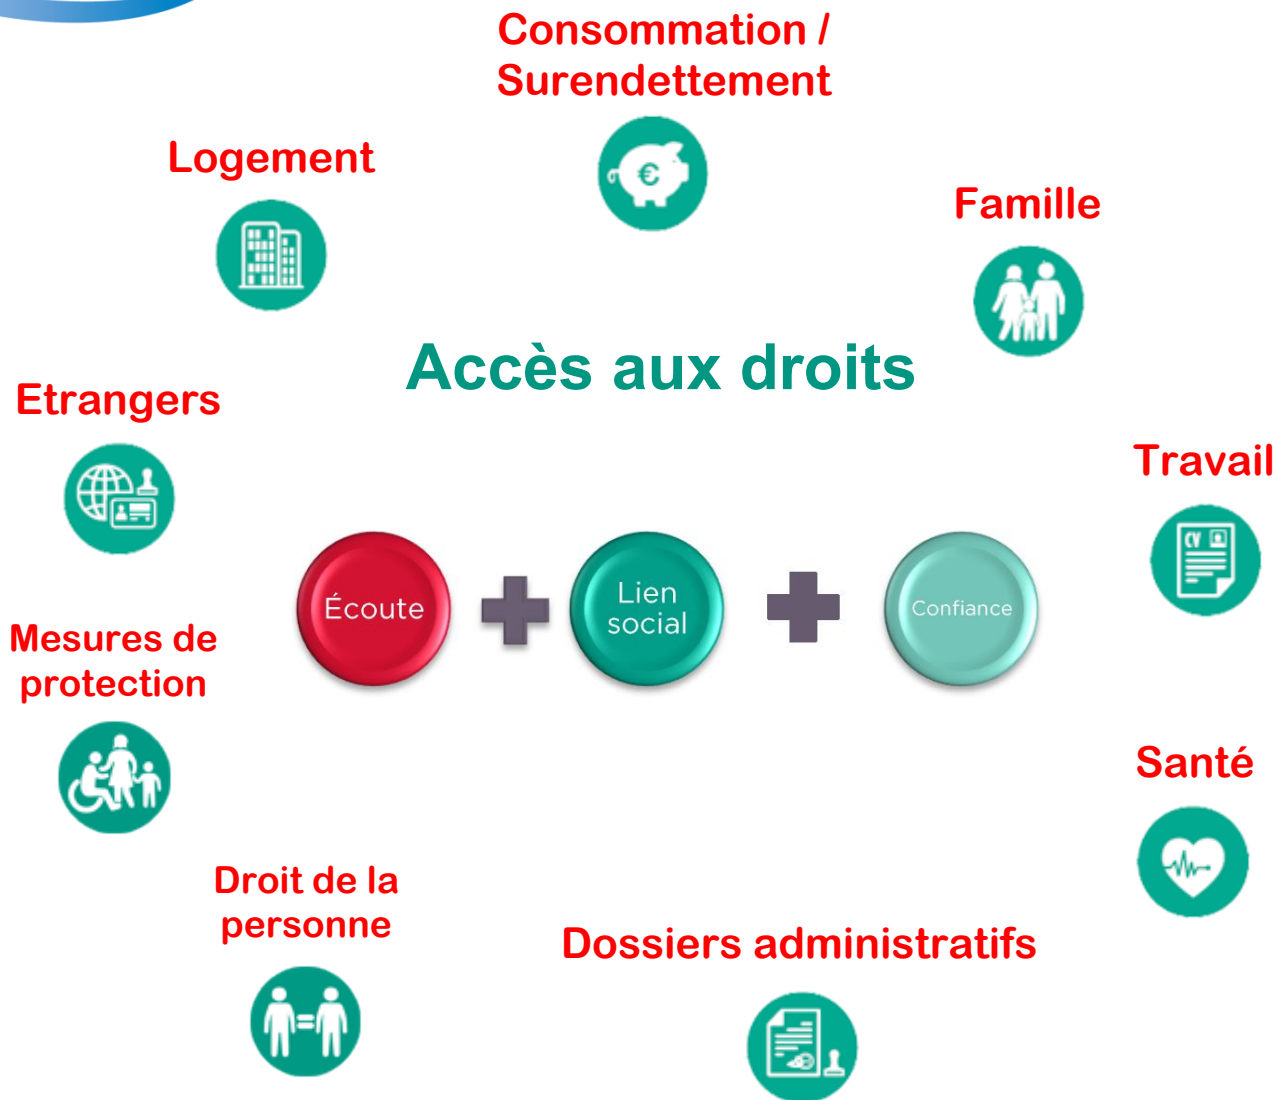 Consommation /
Surendettement
Logement
€
Famille
Accès aux droits
Etrangers
Travail
CV
Écoute
Lien
social
Confiance
Mesures de
protection
Santé
Droit de la
personne
Dossiers administratifs